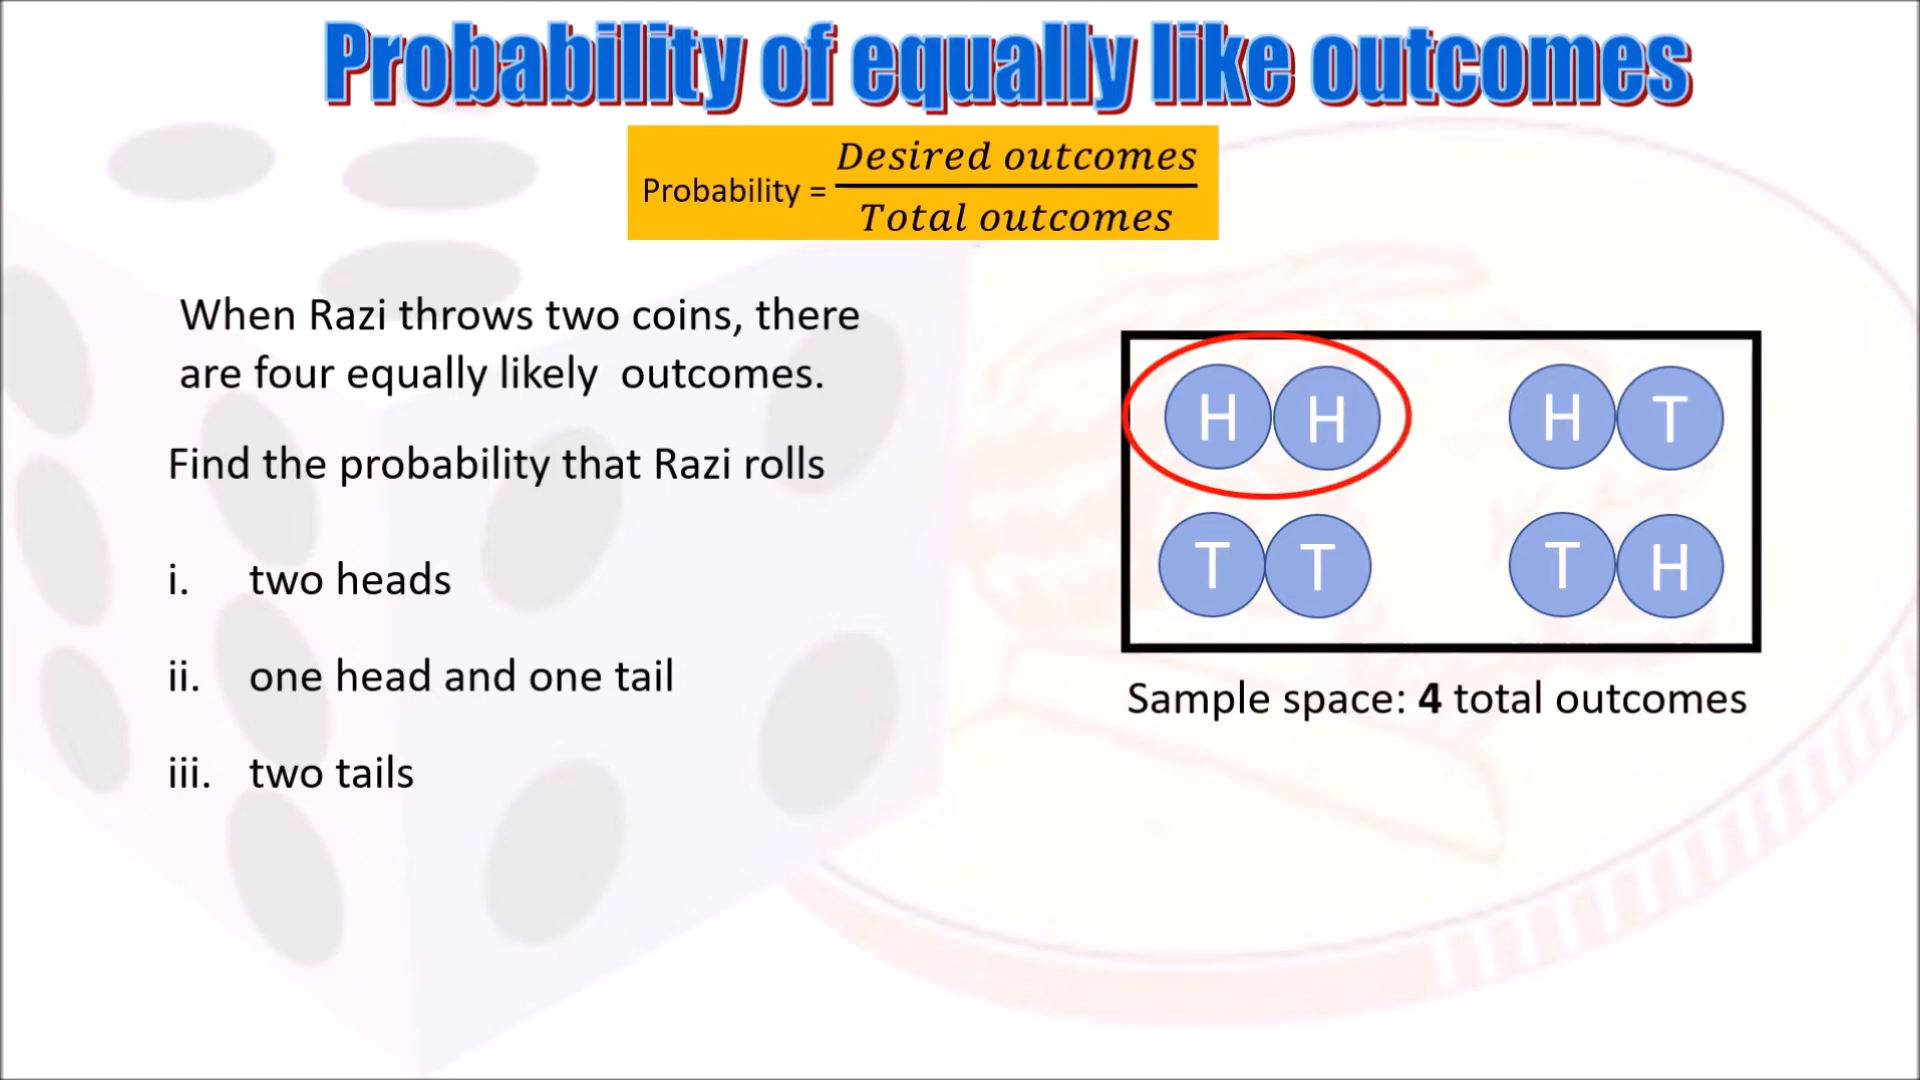 Probability of equally like outcomes
Probability = Desired outcomes / Total outcomes
When Razi throws two coins, there
are four equally likely outcomes.
Find the probability that Razi rolls
i. two heads
ii. one head and one tail
iii. two tails
H H H T
T T T H
Sample space: 4 total outcomes